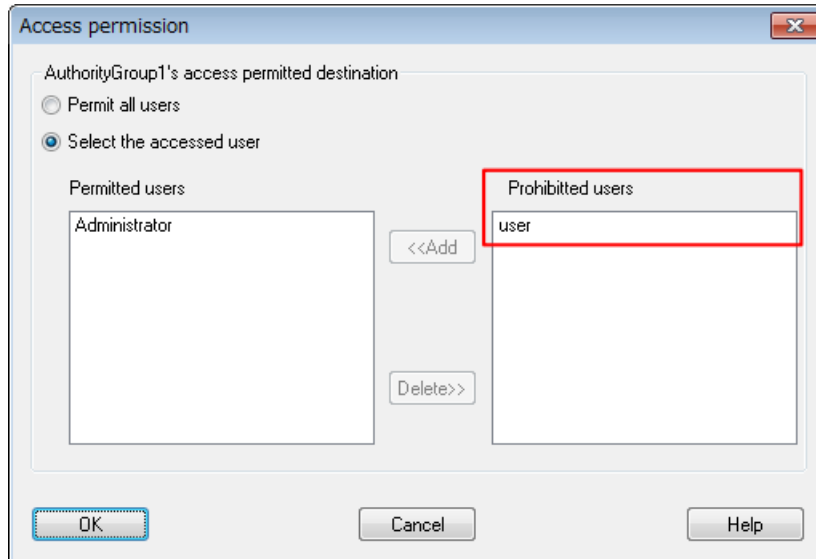 Access permission
AuthorityGroup1's access permitted destination
Permit all users
Select the accessed user
Permitted users
Prohibitted users
Administrator
user
<<Add
Delete>>
OK
Cancel
Help